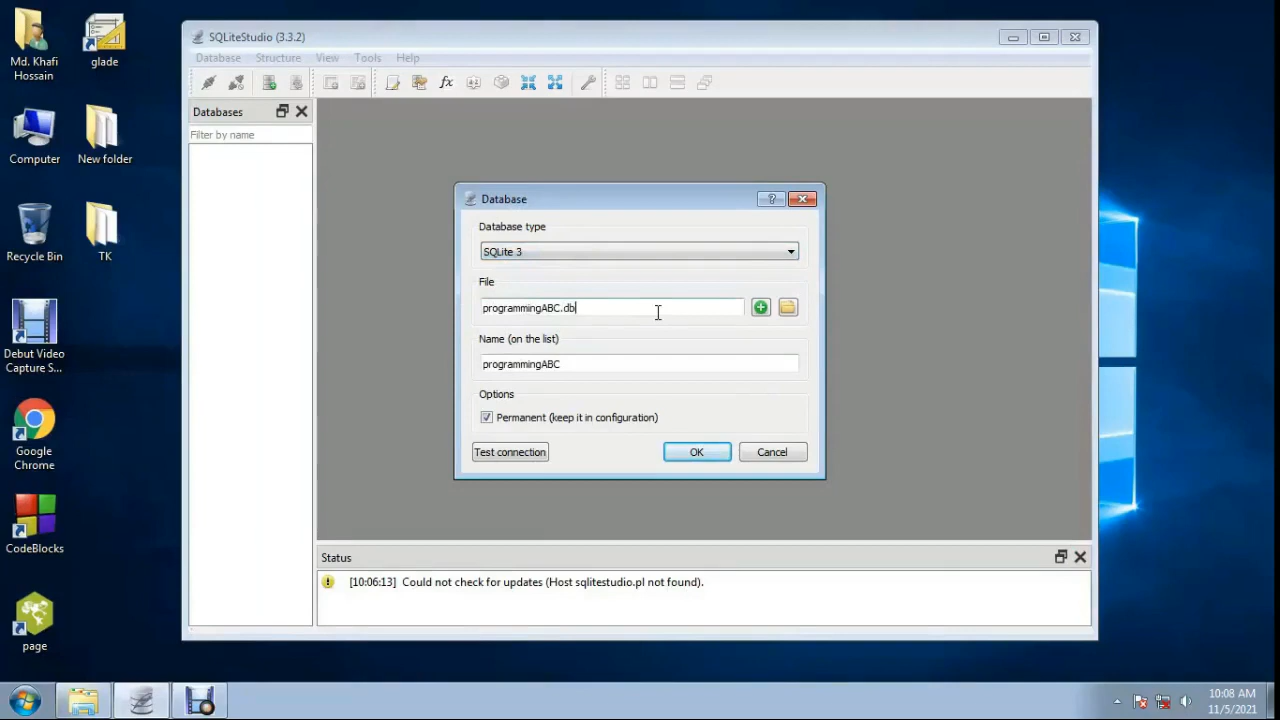 Md. Khafi
Hossain
glade
Computer
New folder
Recycle Bin
TK
Debut Video
Capture S...
Google
Chrome
CodeBlocks
page
SQLiteStudio (3.3.2)
Database Structure View Tools Help
Databases
Filter by name
Database
Database type
SQLite 3
File
programmingABC.db
Name (on the list)
programmingABC
Options
Permanent (keep it in configuration)
Test connection OK Cancel
Status
[10:06:13] Could not check for updates (Host sqlitestudio.pl not found).
10:08 AM
11/5/2021